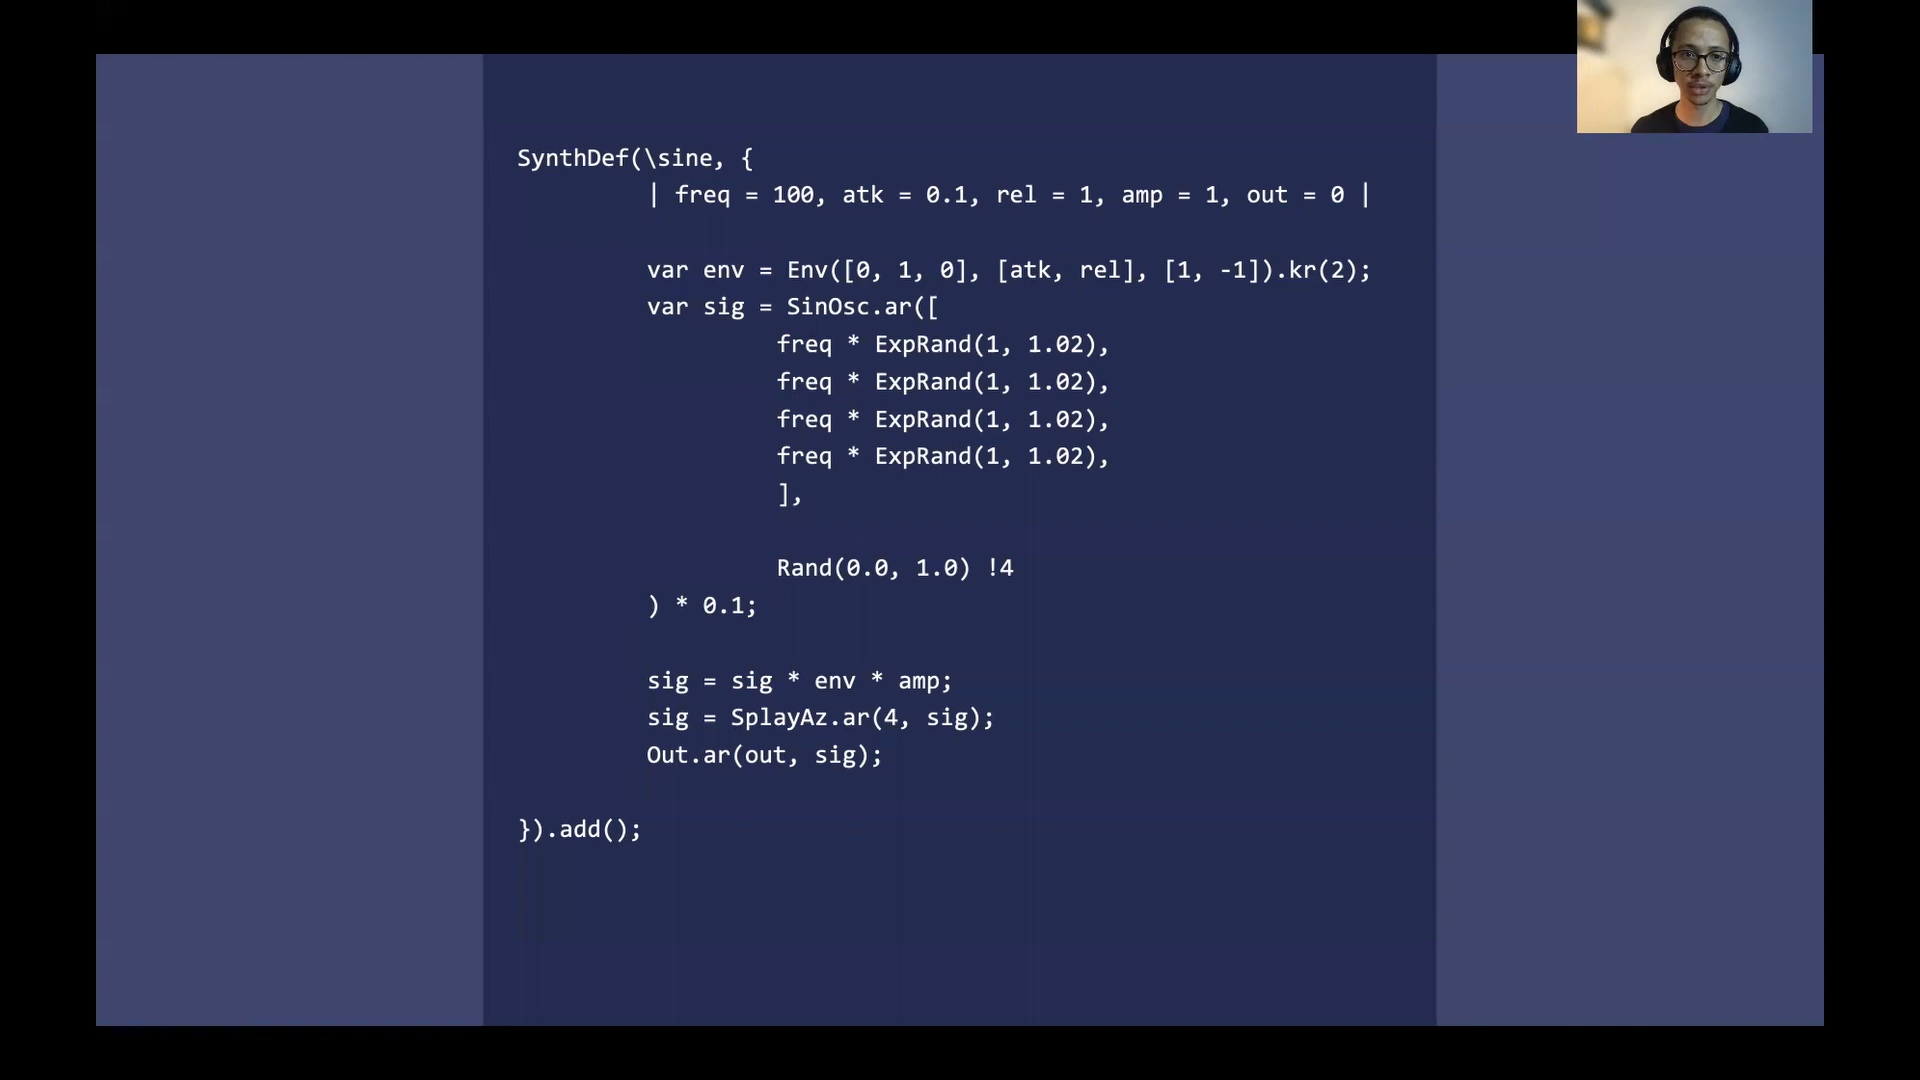 SynthDef(\sine, {
| freq = 100, atk = 0.1, rel = 1, amp = 1, out = 0 |
var env = Env([0, 1, 0], [atk, rel], [1, -1]).kr(2);
var sig = SinOsc.ar([
freq * ExpRand(1, 1.02),
freq * ExpRand(1, 1.02),
freq * ExpRand(1, 1.02),
freq * ExpRand(1, 1.02),
],
Rand(0.0, 1.0) !4
) * 0.1;
sig = sig * env * amp;
sig = SplayAz.ar(4, sig);
Out.ar(out, sig);
}).add();